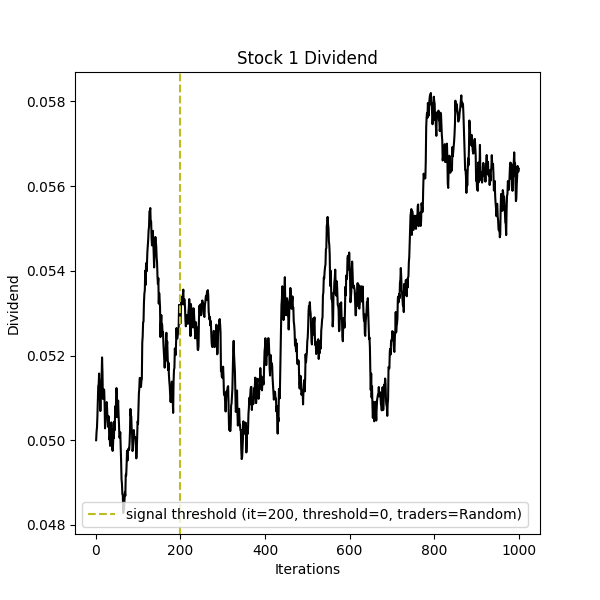 Stock 1 Dividend
Dividend
0.058
0.056
0.054
0.052
0.050
0.048
signal threshold (it=200, threshold=0, traders=Random)
0 200 400 600 800 1000
Iterations